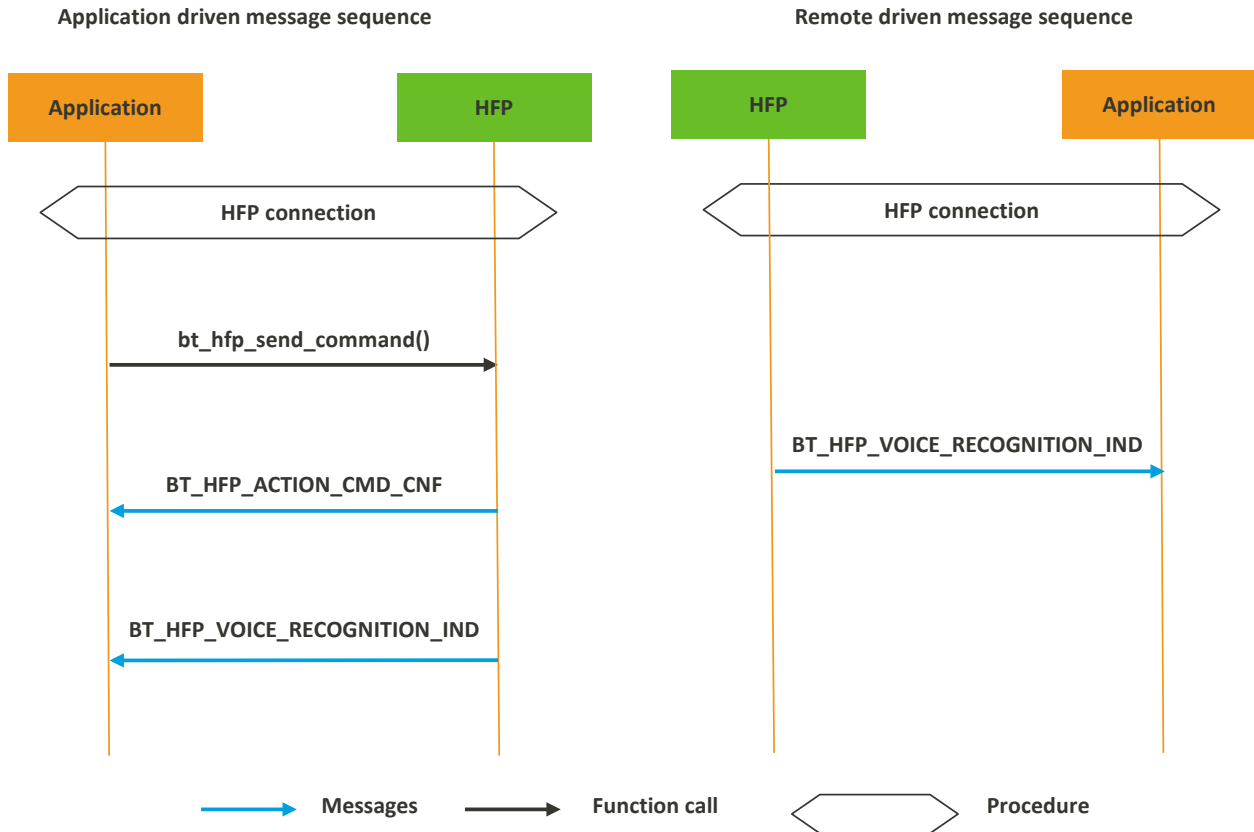 Application driven message sequence
Remote driven message sequence
Application
HFP
HFP
Application
HFP connection
HFP connection
bt_hfp_send_command()
BT_HFP_VOICE_RECOGNITION_IND
BT_HFP_ACTION_CMD_CNF
BT_HFP_VOICE_RECOGNITION_IND
Messages
Function call
Procedure